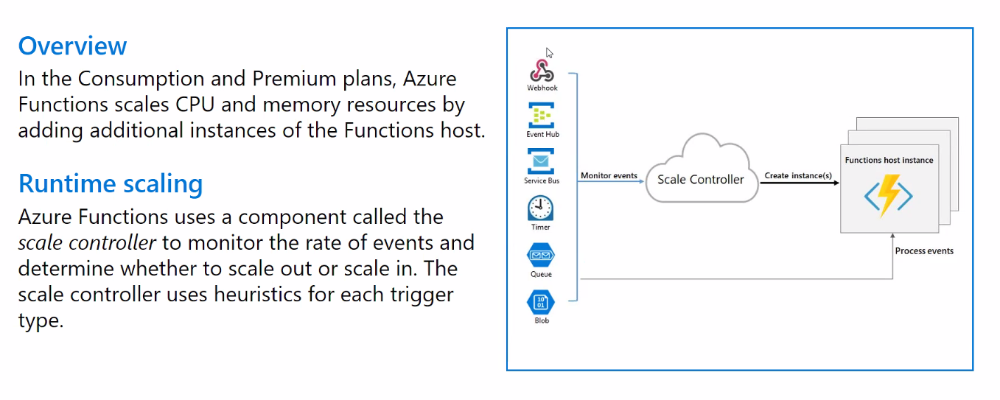 Overview
In the Consumption and Premium plans, Azure
Functions scales CPU and memory resources by
adding additional instances of the Functions host.
Runtime scaling
Azure Functions uses a component called the
scale controller to monitor the rate of events and
determine whether to scale out or scale in. The
scale controller uses heuristics for each trigger
type.
Webhook
Event Hub
Service Bus
Timer
Queue
10
01
Blob
Monitor events
Scale Controller
Create instance(s)
Functions host instance
Process events